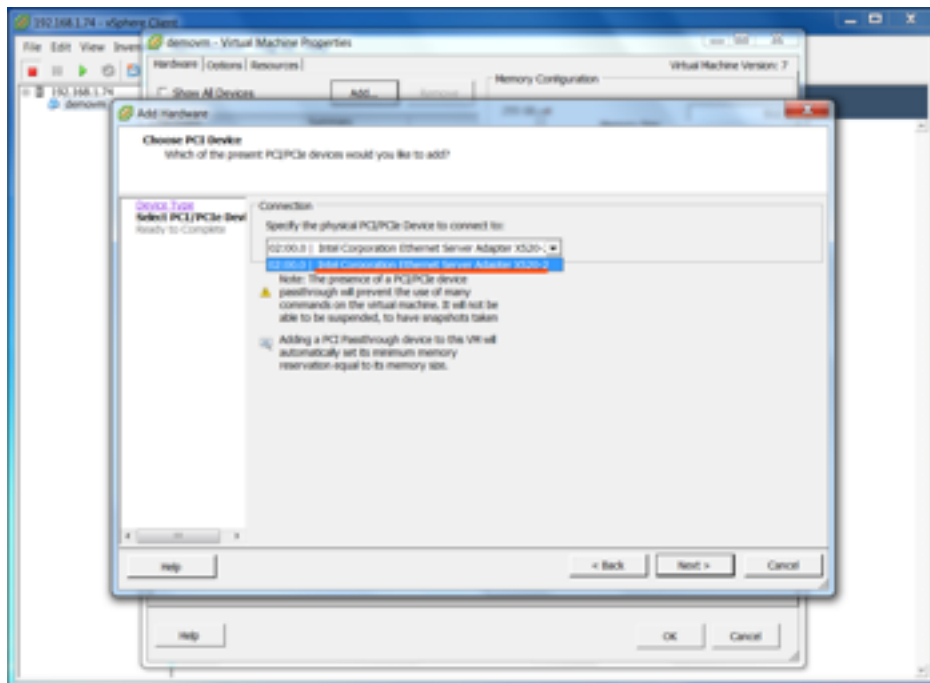 192.168.1.74 - vSphere Client
File Edit View Inven
demovm - Virtual Machine Properties
Hardware Options Resources
Virtual Machine Version: 7
Show All Devices
Add...
Remove
Memory Configuration
192.168.1.74
demovm
Add Hardware
Choose PCI Device
Which of the present PCI/PCIe devices would you like to add?
Device Type
Select PCI/PCIe Devi
Ready to Complete
Connection
Specify the physical PCI/PCIe Device to connect to:
02:00.0 | Intel Corporation Ethernet Server Adapter X520-2
02:00.0 | Intel Corporation Ethernet Server Adapter X520-2
Note: The presence of a PCI/PCIe device
passthrough will prevent the use of many
commands on the virtual machine. It will not be
able to be suspended, to have snapshots taken
Adding a PCI Passthrough device to this VM will
automatically set its minimum memory
reservation equal to its memory size.
Help
< Back
Next >
Cancel
Help
OK
Cancel